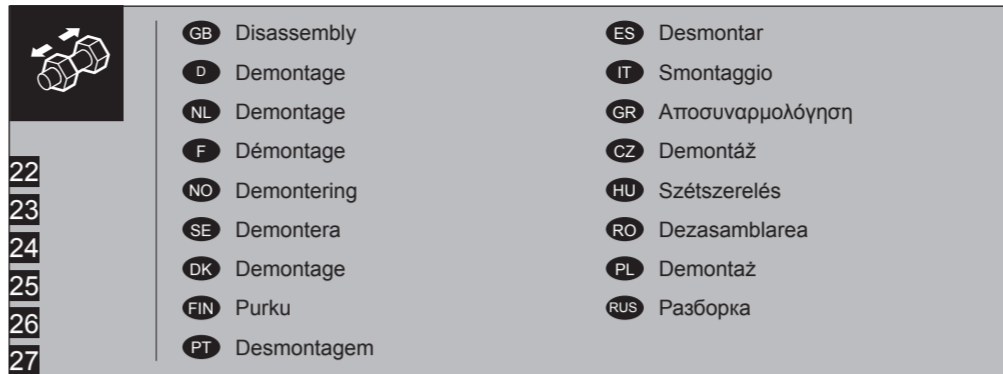 22
23
24
25
26
27
GB Disassembly
D Demontage
NL Demontage
F Démontage
NO Demontering
SE Demontera
DK Demontage
FIN Purku
PT Desmontagem
ES Desmontar
IT Smontaggio
GR Αποσυναρμολόγηση
CZ Demontáž
HU Szétszerelés
RO Dezasamblarea
PL Demontaż
RUS Разборка